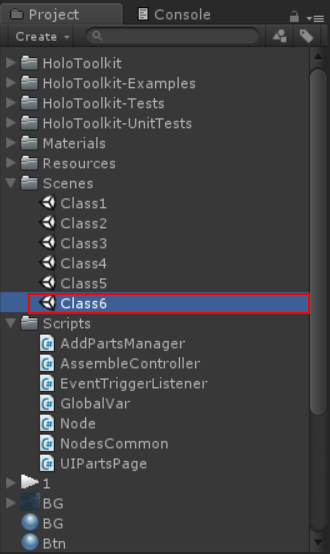 Project Console
Create
HoloToolkit
HoloToolkit-Examples
HoloToolkit-Tests
HoloToolkit-UnitTests
Materials
Resources
Scenes
Class1
Class2
Class3
Class4
Class5
Class6
Scripts
AddPartsManager
AssembleController
EventTriggerListener
GlobalVar
Node
NodesCommon
UIPartsPage
1
BG
BG
Btn